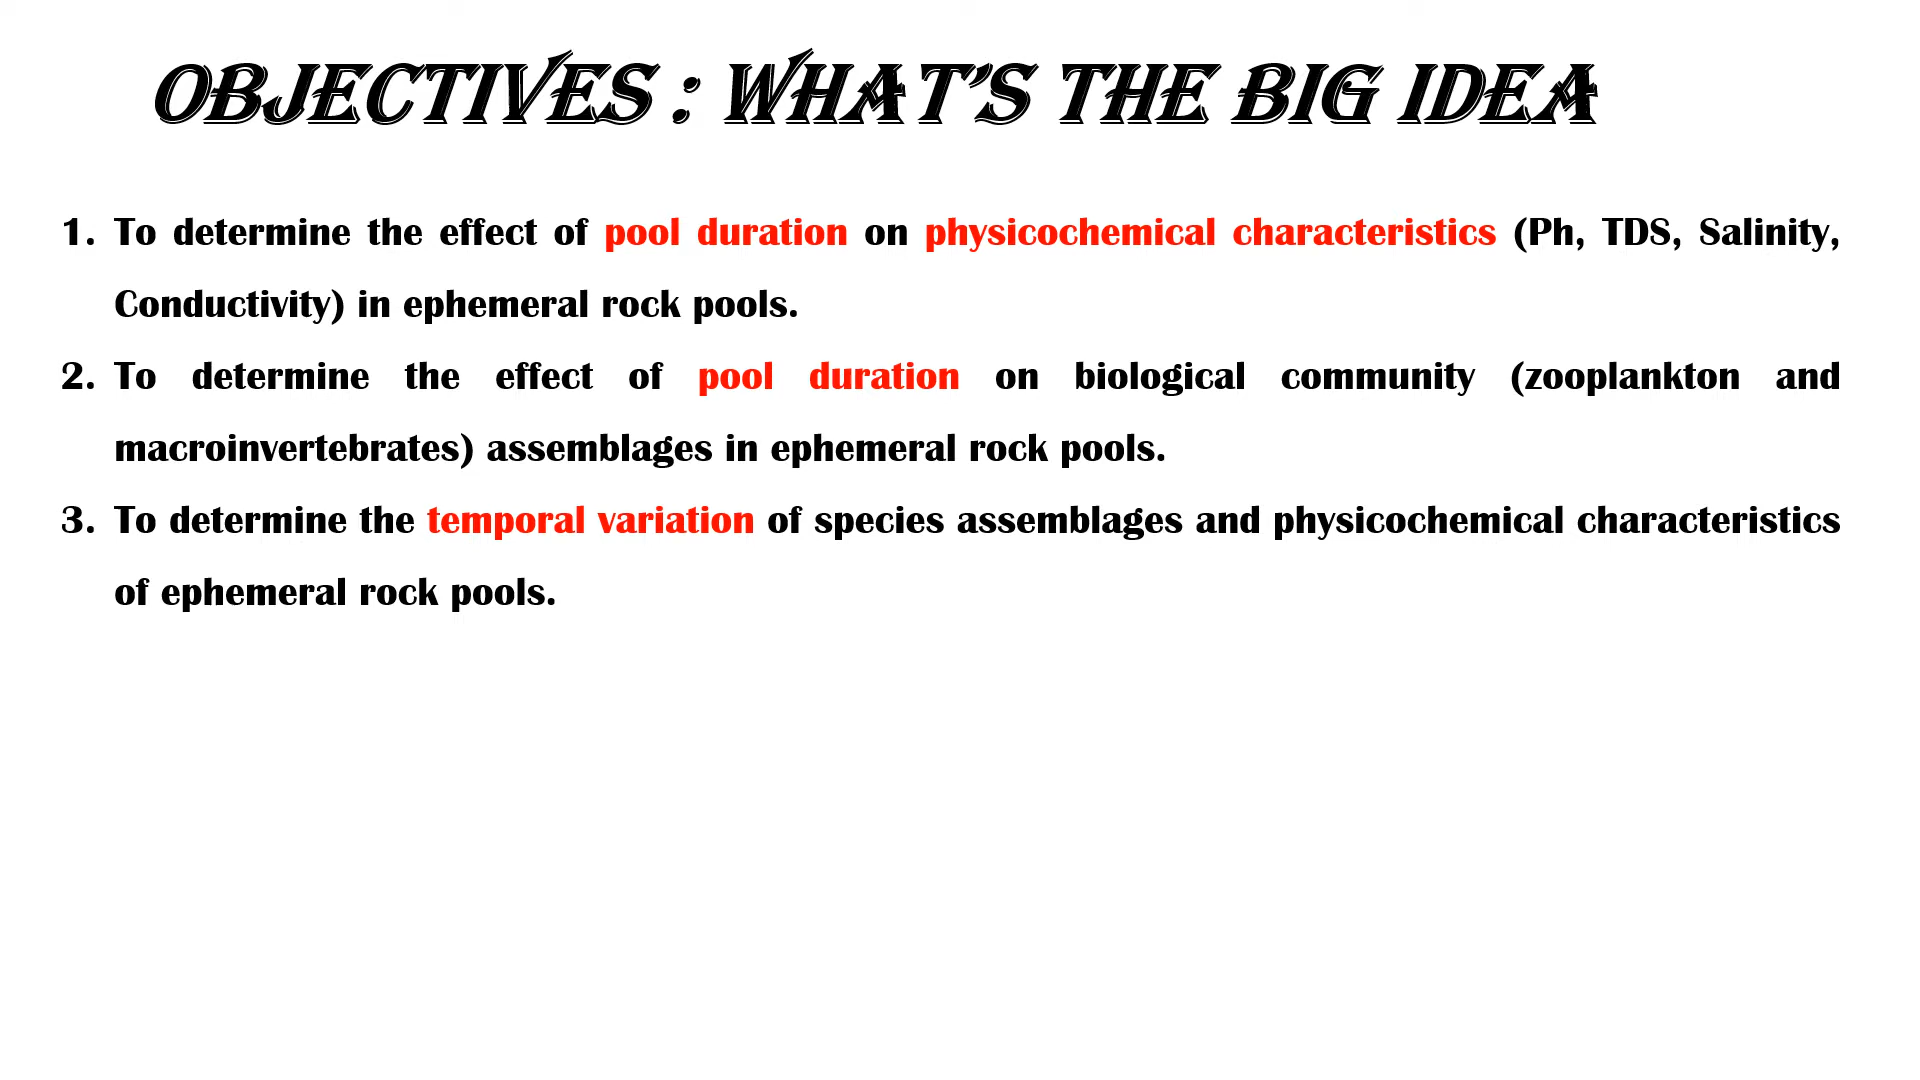 OBJECTIVES : WHAT'S THE BIG IDEA
1. To determine the effect of pool duration on physicochemical characteristics (Ph, TDS, Salinity,
Conductivity) in ephemeral rock pools.
2. To determine the effect of pool duration on biological community (zooplankton and
macroinvertebrates) assemblages in ephemeral rock pools.
3. To determine the temporal variation of species assemblages and physicochemical characteristics
of ephemeral rock pools.